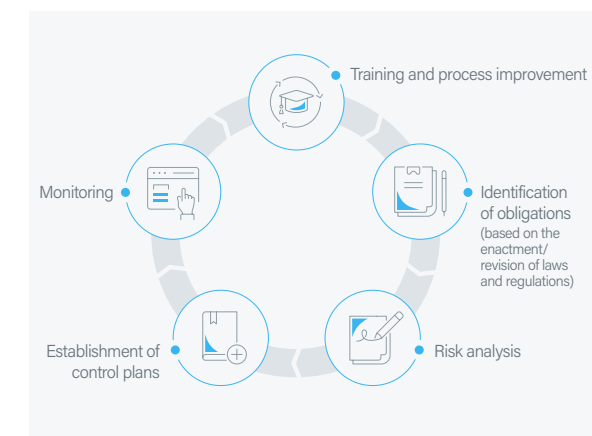 Training and process improvement
Monitoring
Identification
of obligations
(based on the
enactment/
revision of laws
and regulations)
Establishment of
control plans
Risk analysis